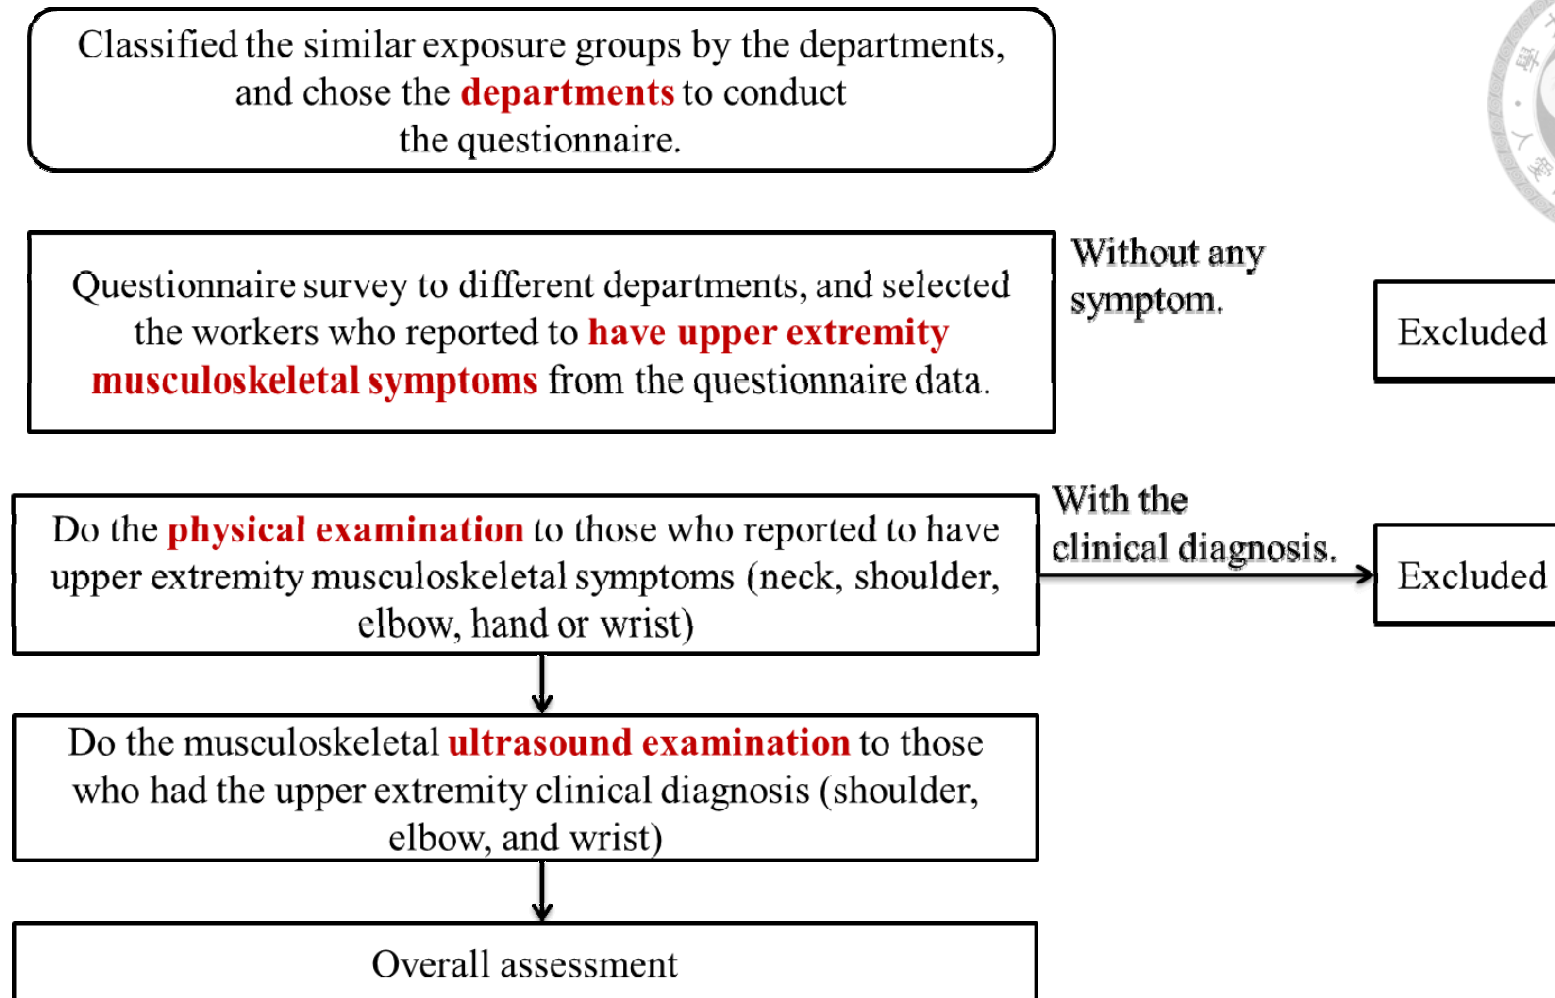 Classified the similar exposure groups by the departments,
and chose the departments to conduct
the questionnaire.
Questionnaire survey to different departments, and selected
the workers who reported to have upper extremity
musculoskeletal symptoms from the questionnaire data.
Without any
symptom.
Excluded
Do the physical examination to those who reported to have
upper extremity musculoskeletal symptoms (neck, shoulder,
elbow, hand or wrist)
With the
clinical diagnosis.
Excluded
Do the musculoskeletal ultrasound examination to those
who had the upper extremity clinical diagnosis (shoulder,
elbow, and wrist)
Overall assessment